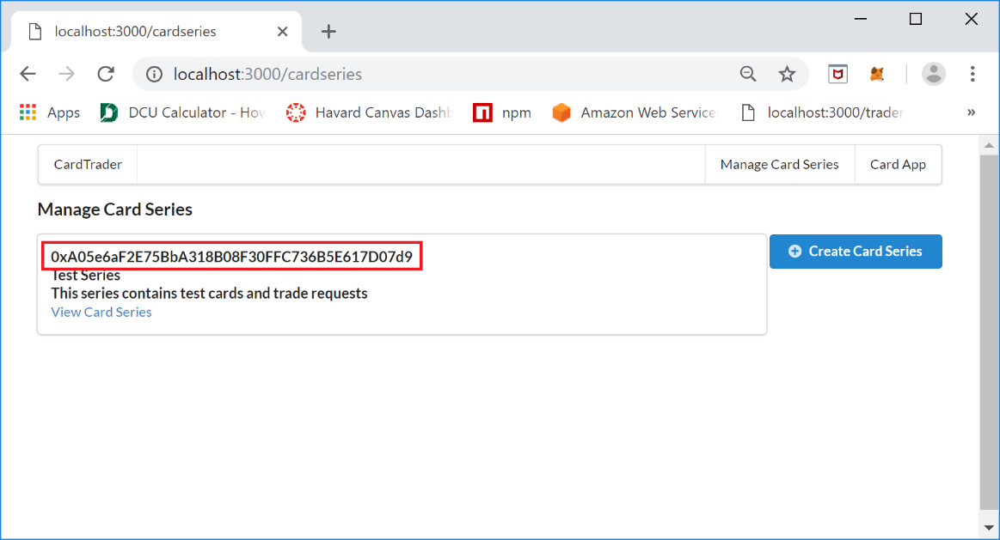 localhost:3000/cardseries
localhost:3000/cardseries
Apps DCU Calculator - How Havard Canvas Dashb npm Amazon Web Service localhost:3000/trader »
CardTrader Manage Card Series Card App
Manage Card Series
0xA05e6aF2E75BbA318B08F30FFC736B5E617D07d9
Create Card Series
Test Series
This series contains test cards and trade requests
View Card Series